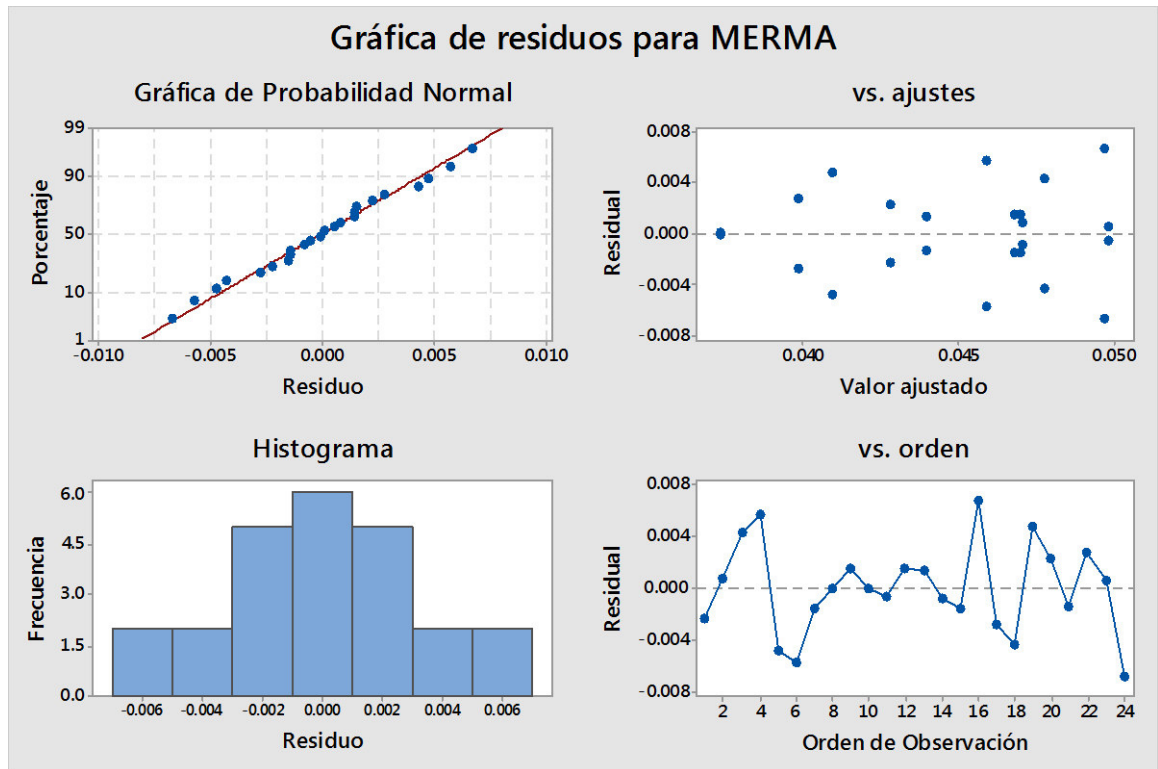 Gráfica de residuos para MERMA
Gráfica de Probabilidad Normal
99
90
50
10
1
Porcentaje
-0.010 -0.005 0.000 0.005 0.010
Residuo
vs. ajustes
0.008
0.004
0.000
-0.004
-0.008
Residual
0.040 0.045 0.050
Valor ajustado
Histograma
6.0
4.5
3.0
1.5
0.0
Frecuencia
-0.006 -0.004 -0.002 0.000 0.002 0.004 0.006
Residuo
vs. orden
0.008
0.004
0.000
-0.004
-0.008
Residual
2 4 6 8 10 12 14 16 18 20 22 24
Orden de Observación